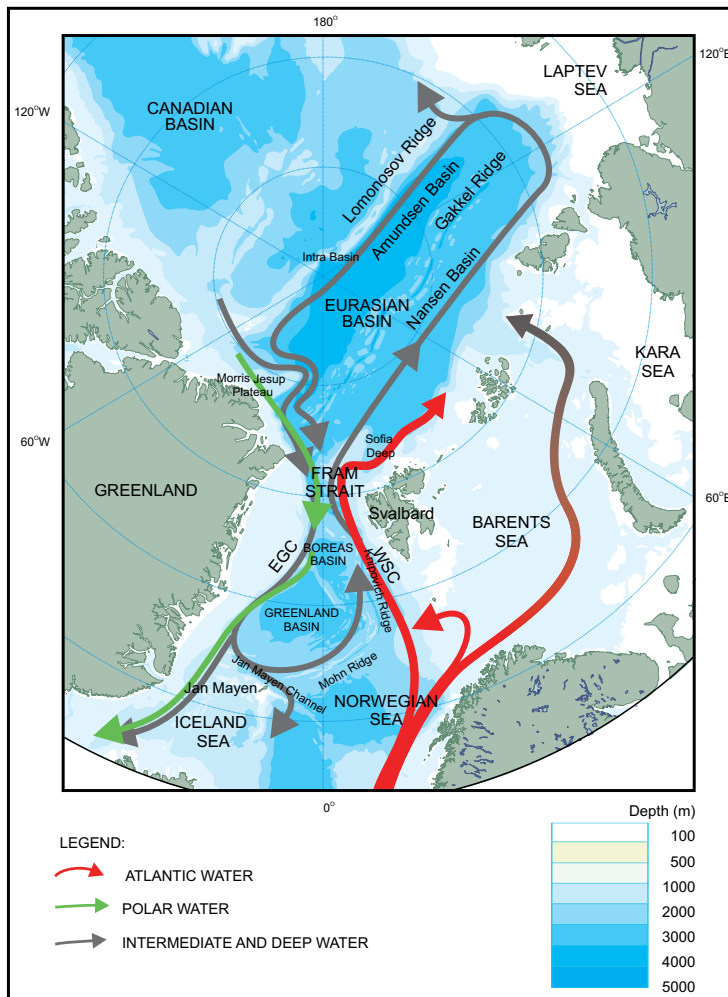 180°
120°E
LAPTEV
SEA
120°W
CANADIAN
BASIN
Lomonosov Ridge
Amundsen Basin
Gakkel Ridge
Intra Basin
EURASIAN
BASIN
Nansen Basin
KARA
SEA
Morris Jesup
Plateau
60°W
Sofia
Deep
FRAM
STRAIT
GREENLAND
60°E
Svalbard
BARENTS
SEA
EGC
BOREAS
BASIN
WSC
Knipovich Ridge
GREENLAND
BASIN
Mohn Ridge
Jan Mayen Channel
Jan Mayen
NORWEGIAN
SEA
ICELAND
SEA
0°
Depth (m)
LEGEND:
100
500
1000
2000
3000
4000
5000
ATLANTIC WATER
POLAR WATER
INTERMEDIATE AND DEEP WATER